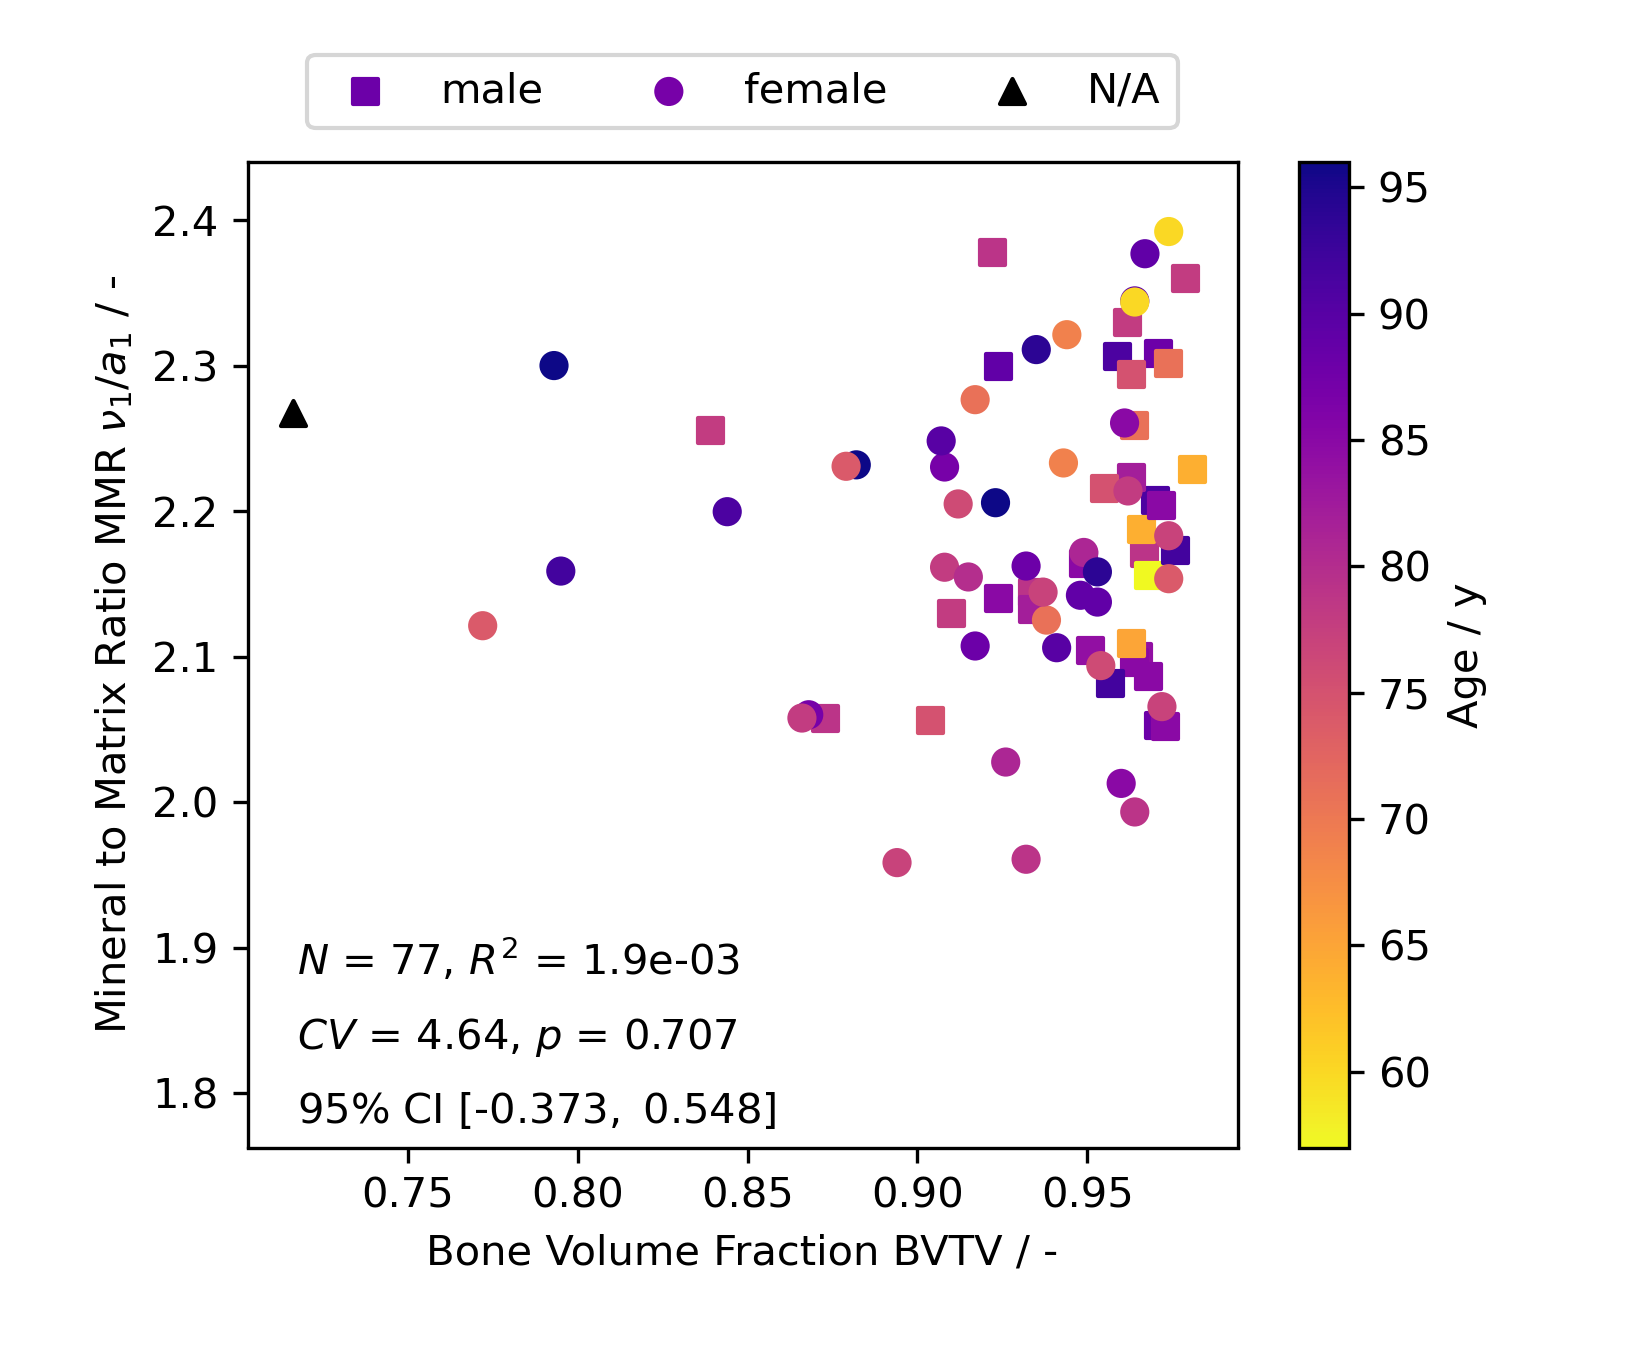 male female N/A
2.4
2.3
2.2
2.1
2.0
1.9
1.8
Mineral to Matrix Ratio MMR ν₁/a₁ / -
N = 77, R² = 1.9e-03
CV = 4.64, p = 0.707
95% CI [-0.373, 0.548]
0.75 0.80 0.85 0.90 0.95
Bone Volume Fraction BVTV / -
95
90
85
80
75
70
65
60
Age / y